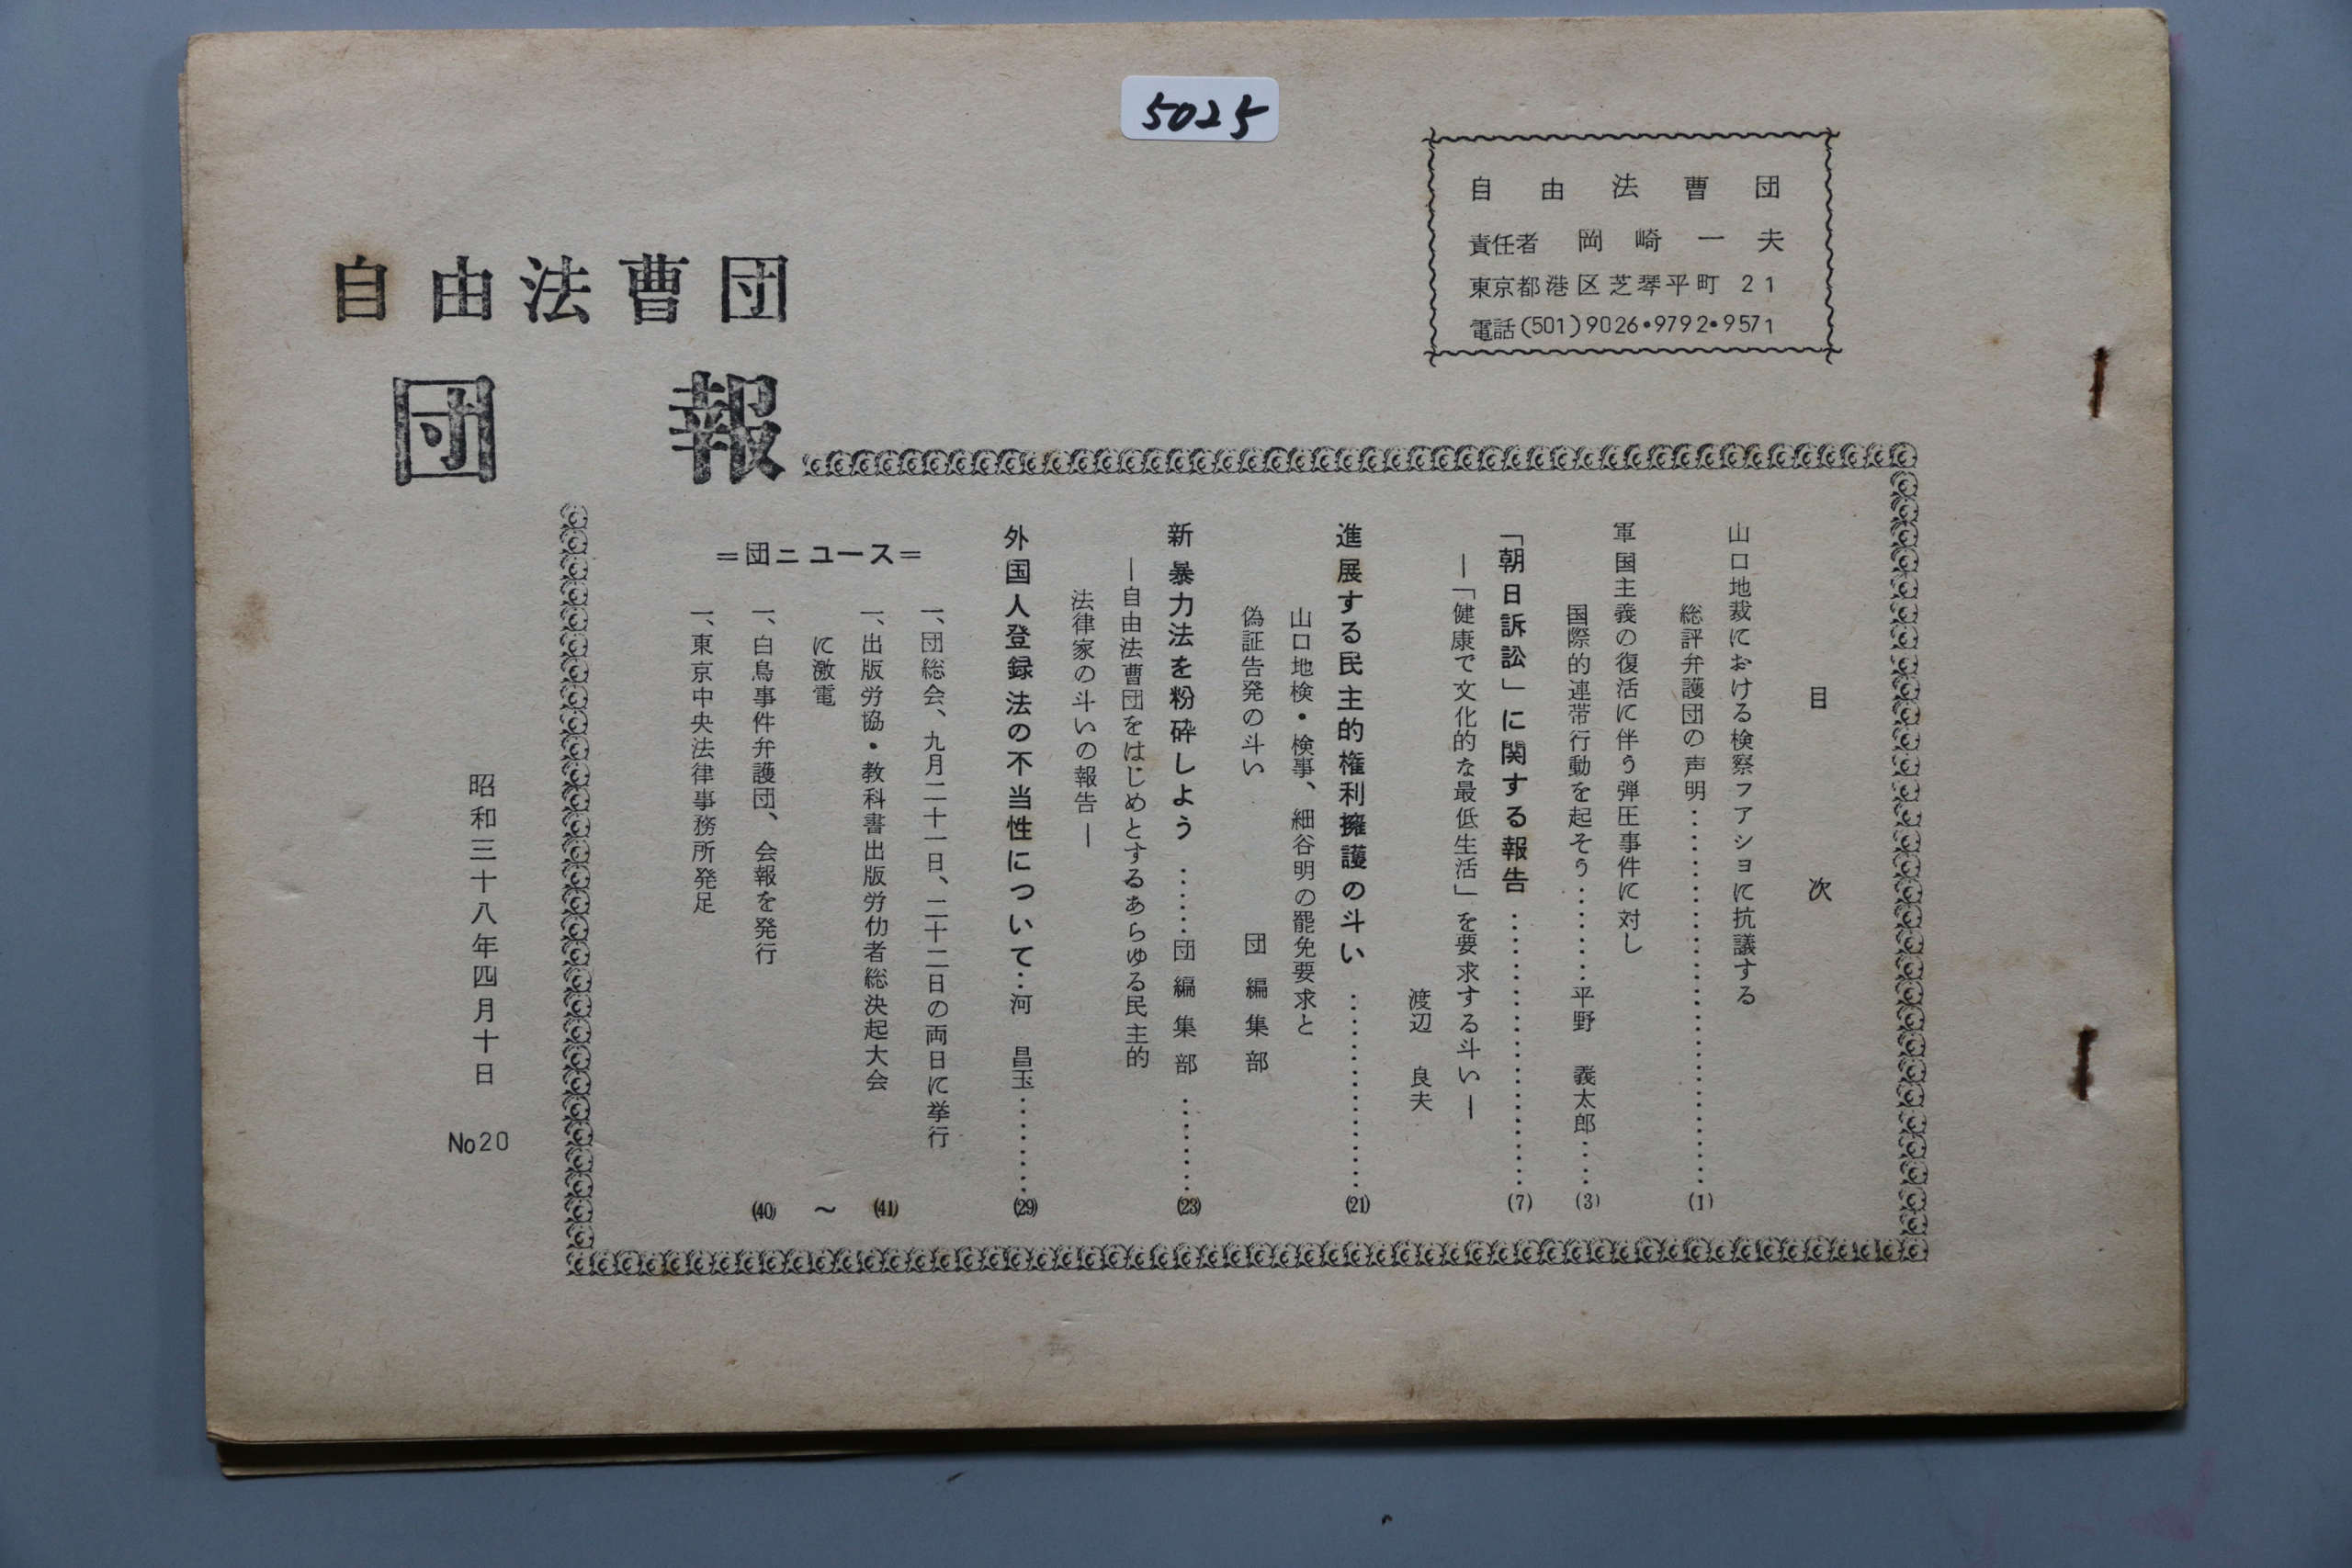 5025
自由法曹団
責任者 岡崎一夫
東京都港区芝琴平町 21
電話(501)9026・9792・9571
自由法曹団
団報
目次
山口地裁における検察フアシヨに抗議する
総評弁護団の声明……………………(1)
軍国主義の復活に伴う弾圧事件に対し
国際的連帯行動を起そう………平野 義太郎……(3)
「朝日訴訟」に関する報告……………………(7)
―「健康で文化的な最低生活」を要求する斗い―
渡辺 良夫
進展する民主的権利擁護の斗い……………………(21)
山口地検・検事、細谷明の罷免要求と
偽証告発の斗い 団編集部
新暴力法を粉砕しよう……団編集部………(23)
―自由法曹団をはじめとするあらゆる民主的
法律家の斗いの報告―
外国人登録法の不当性について‥河 昌玉………(29)
=団ニュース=
一、団総会、九月二十一日、二十二日の両日に挙行
一、出版労協・教科書出版労仂者総決起大会
に激電
一、白鳥事件弁護団、会報を発行
一、東京中央法律事務所発足
(40) ～ (41)
昭和三十八年四月十日
No20